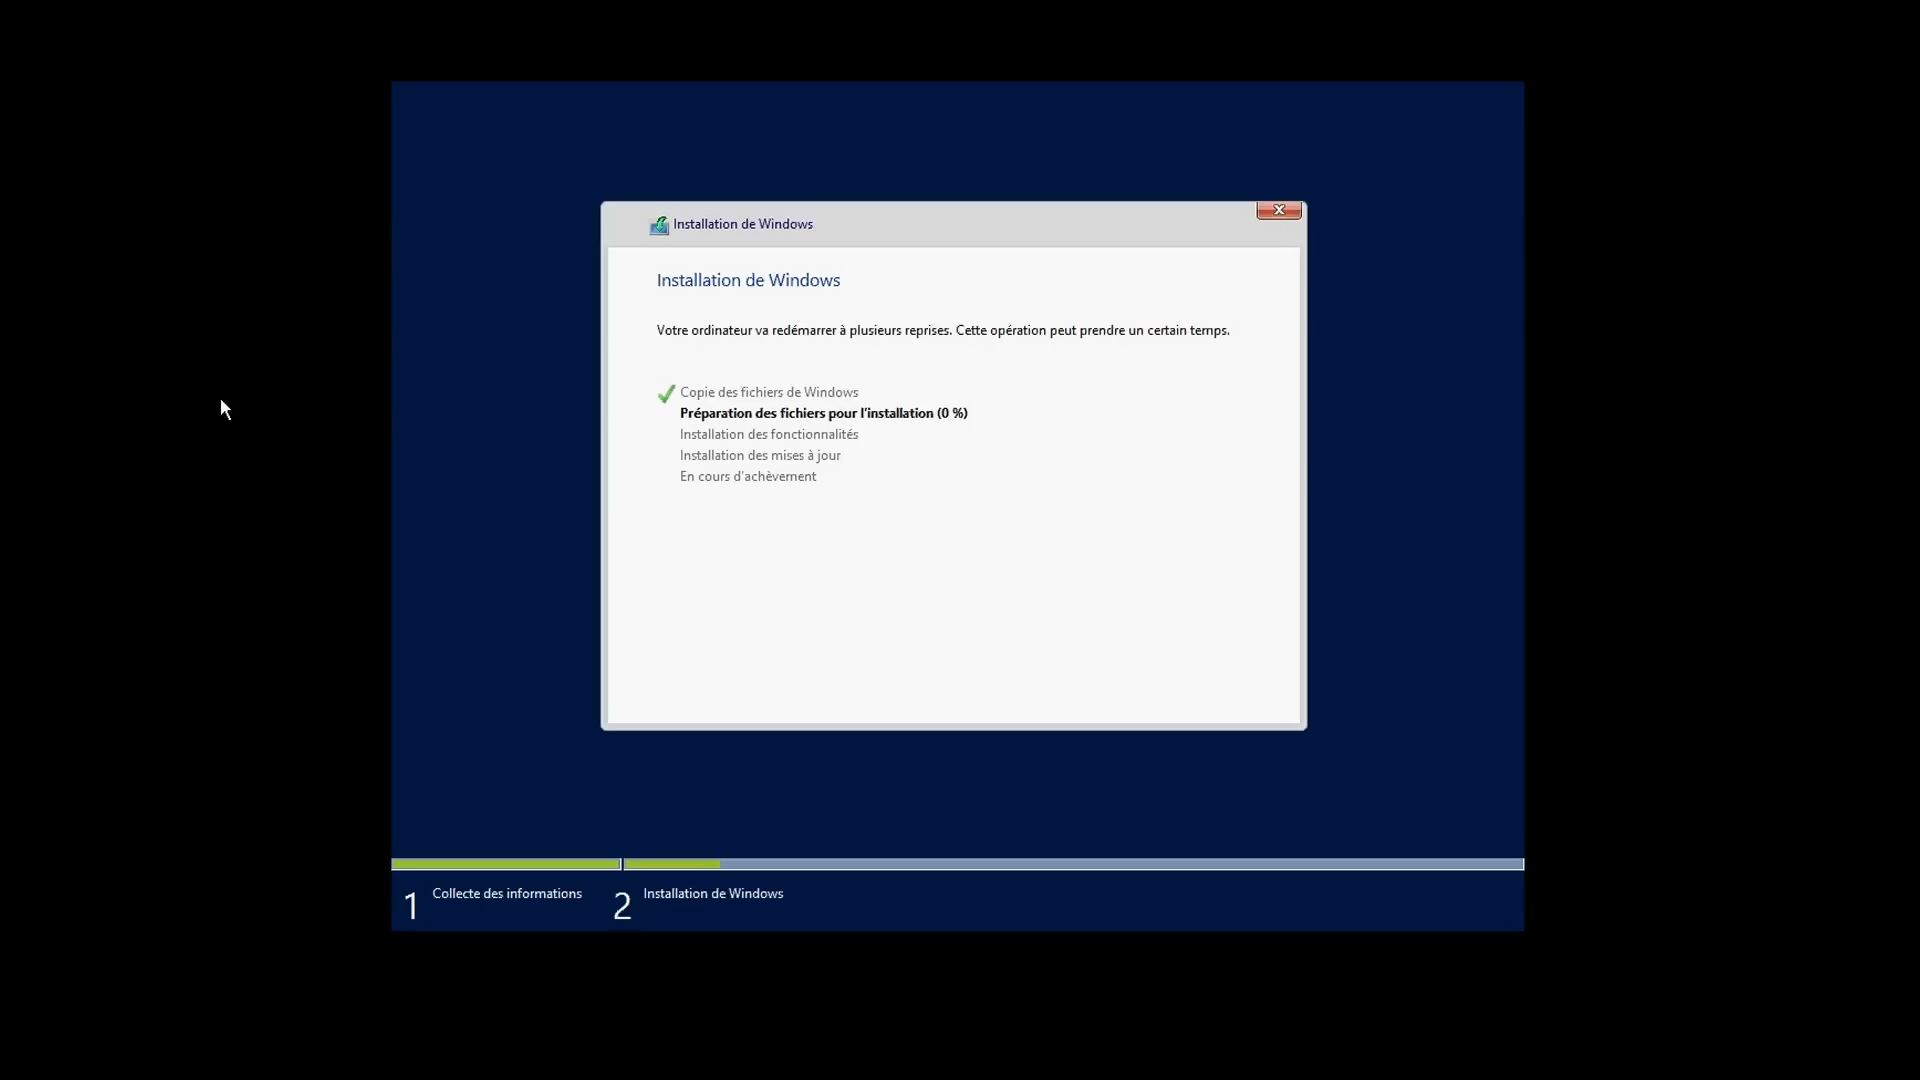 Installation de Windows
Installation de Windows
Votre ordinateur va redémarrer à plusieurs reprises. Cette opération peut prendre un certain temps.
Copie des fichiers de Windows
Préparation des fichiers pour l'installation (0 %)
Installation des fonctionnalités
Installation des mises à jour
En cours d'achèvement
1 Collecte des informations
2 Installation de Windows